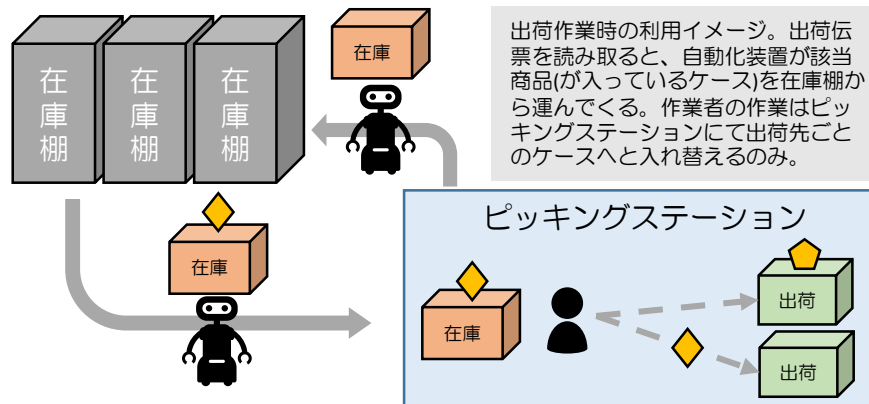 在庫棚
在庫棚
在庫棚
在庫
出荷作業時の利用イメージ。出荷伝
票を読み取ると、自動化装置が該当
商品(が入っているケース)を在庫棚か
ら運んでくる。作業者の作業はピッ
キングステーションにて出荷先ごと
のケースへと入れ替えるのみ。
在庫
ピッキングステーション
在庫
出荷
出荷